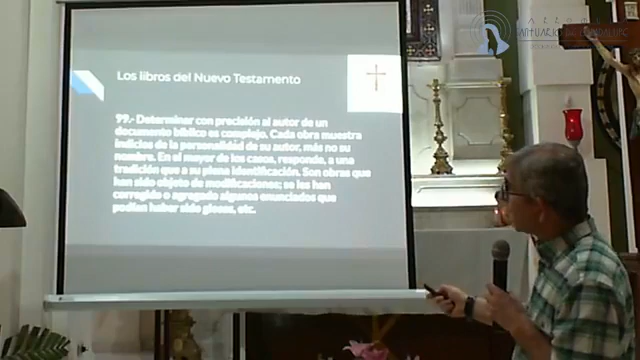 Los libros del Nuevo Testamento
99.- Determinar con precisión al autor de un
documento bíblico es complejo. Cada obra muestra
indicios de la personalidad de su autor, más no su
nombre. En el mayor de los casos, responde, a una
tradición que a su plena identificación. Son obras que
han sido objeto de modificaciones; se les han
corregido o agregado algunos enunciados que
podían haber sido glosas, etc.
SANTUARIO DE GUADALUPE